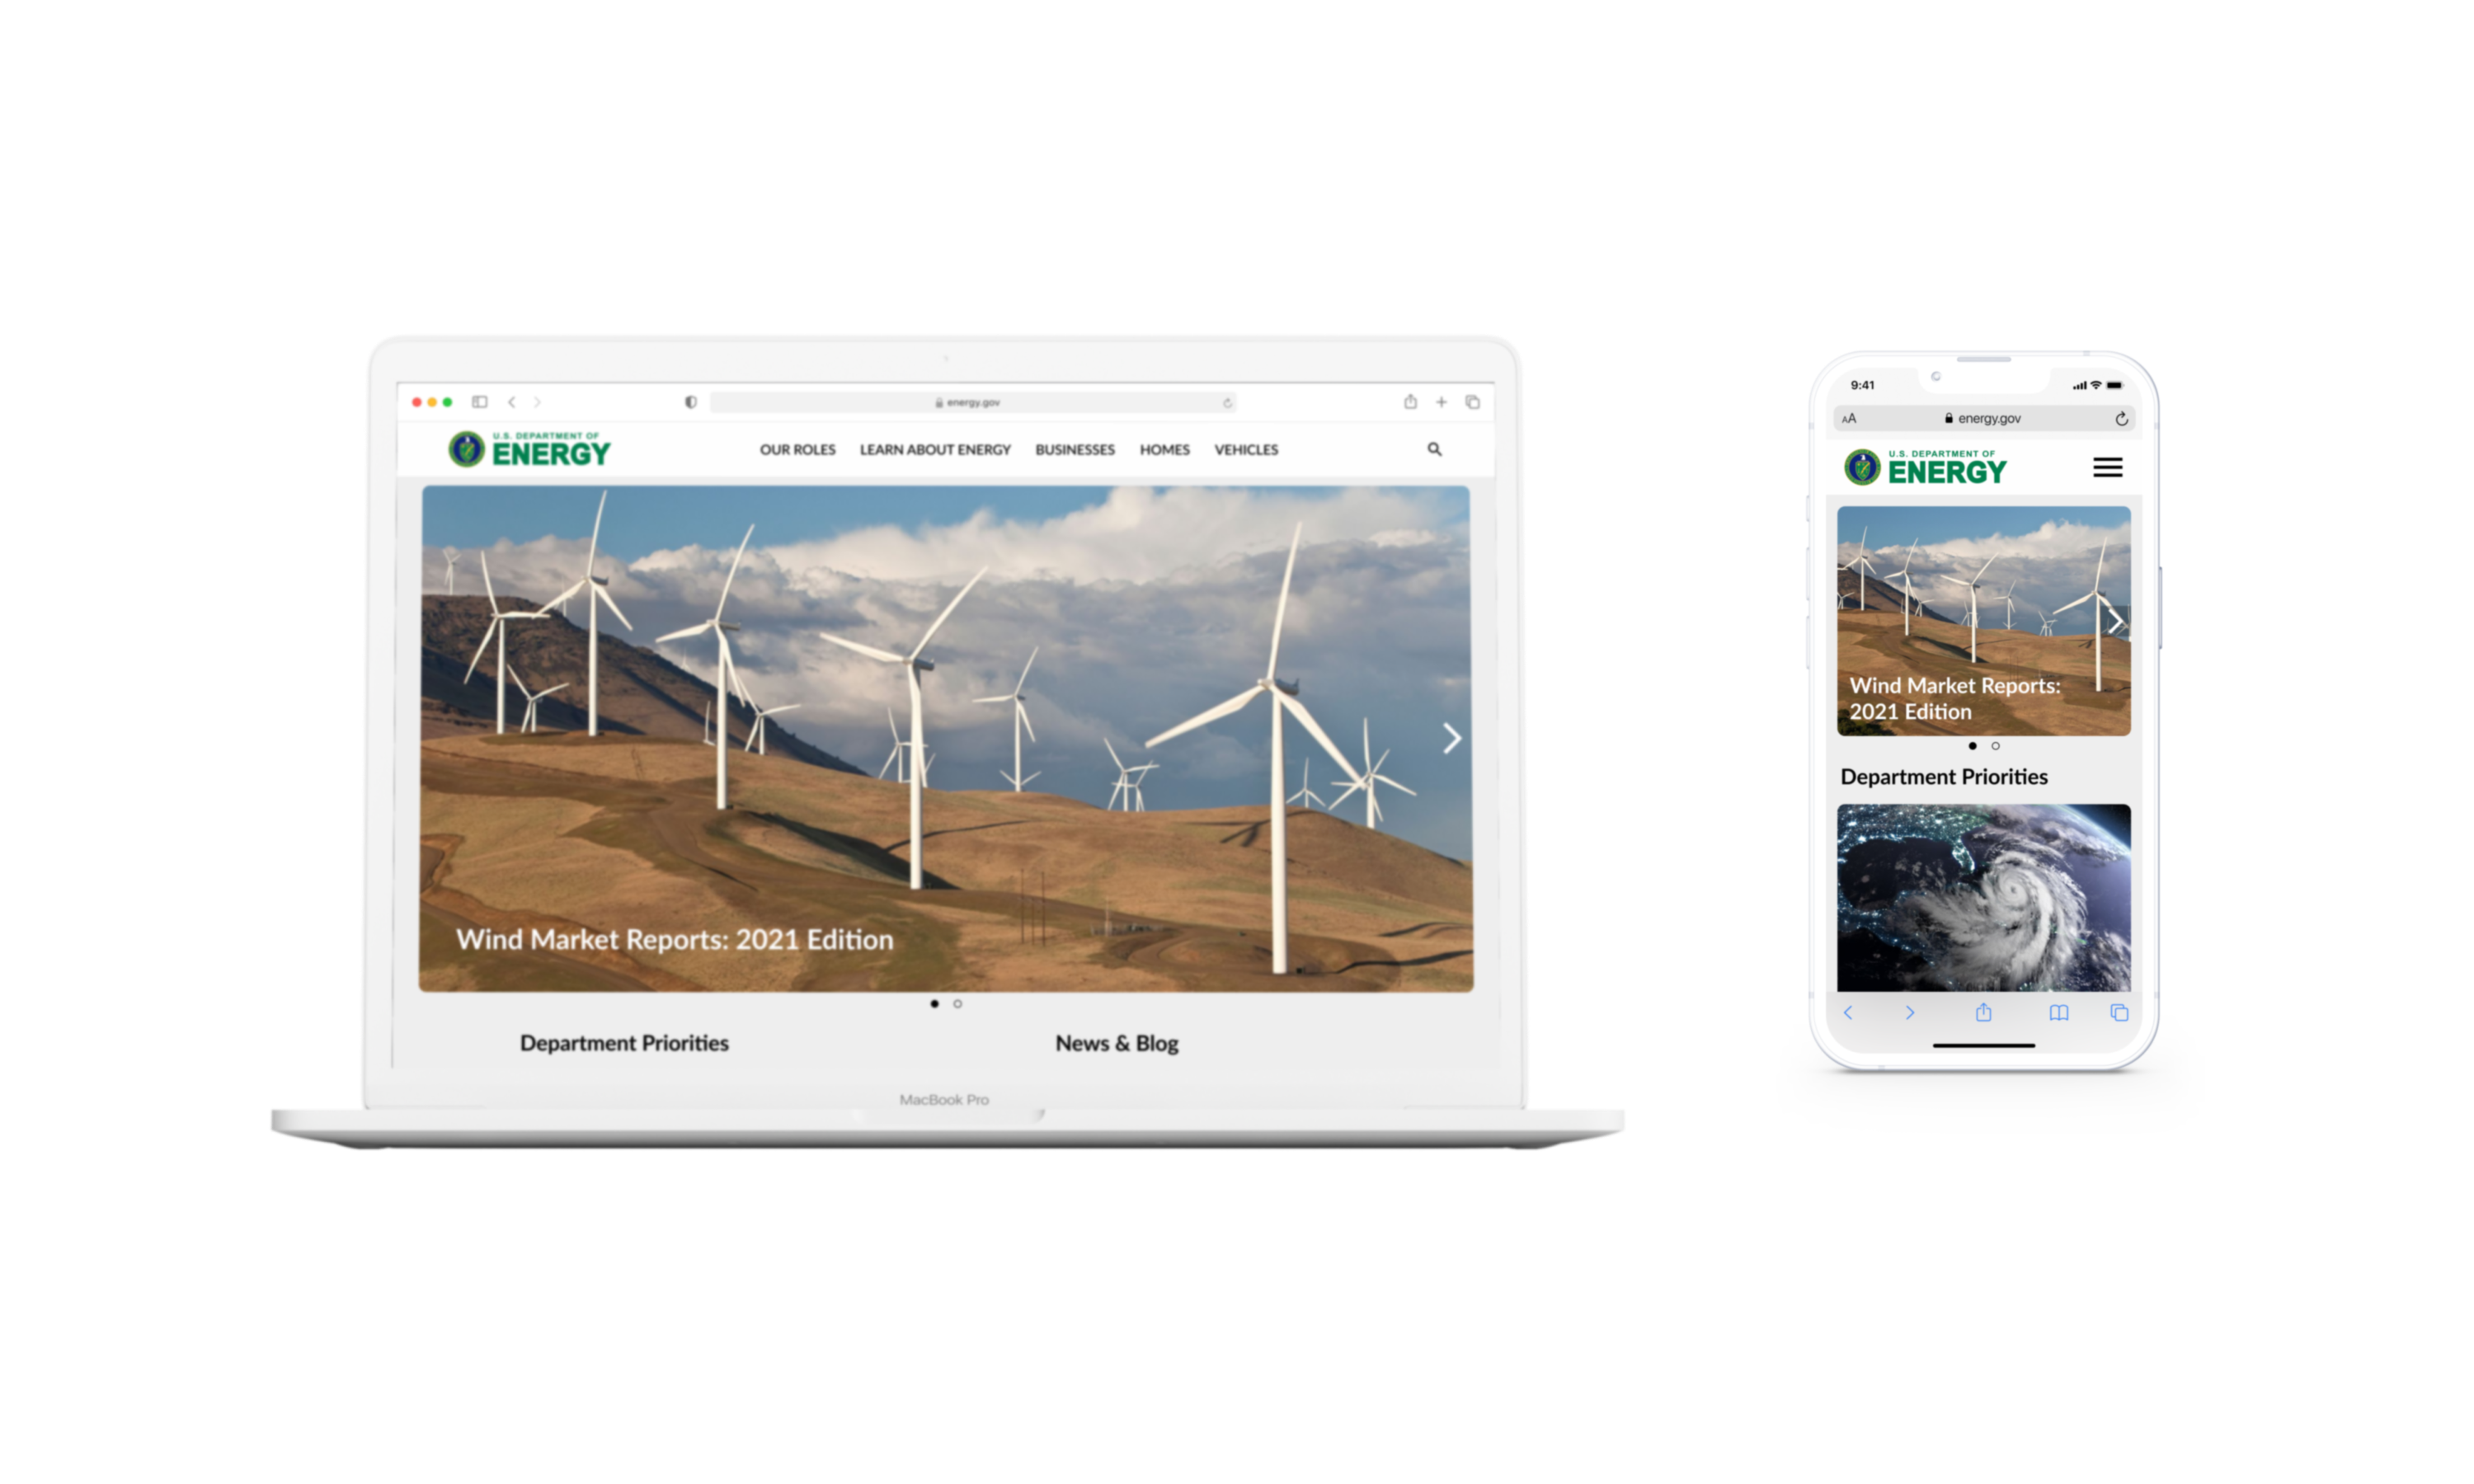 energy.gov
U.S. DEPARTMENT OF
ENERGY
OUR ROLES LEARN ABOUT ENERGY BUSINESSES HOMES VEHICLES
Wind Market Reports: 2021 Edition
Department Priorities News & Blog
MacBook Pro
9:41
AA energy.gov
U.S. DEPARTMENT OF
ENERGY
Wind Market Reports:
2021 Edition
Department Priorities